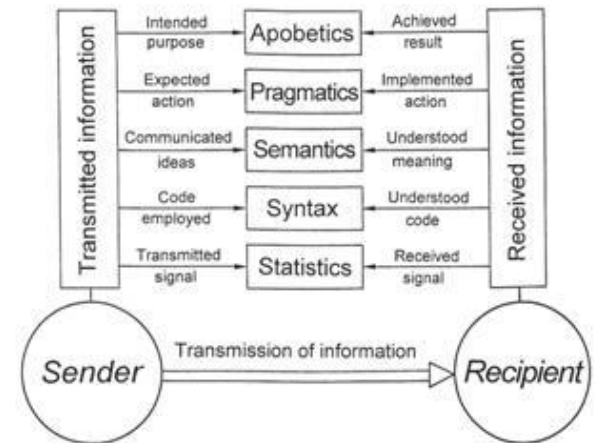 Transmitted information
Intended
purpose
Apobetics
Achieved
result
Expected
action
Pragmatics
Implemented
action
Communicated
ideas
Semantics
Understood
meaning
Code
employed
Syntax
Understood
code
Transmitted
signal
Statistics
Received
signal
Received information
Sender
Transmission of information
Recipient